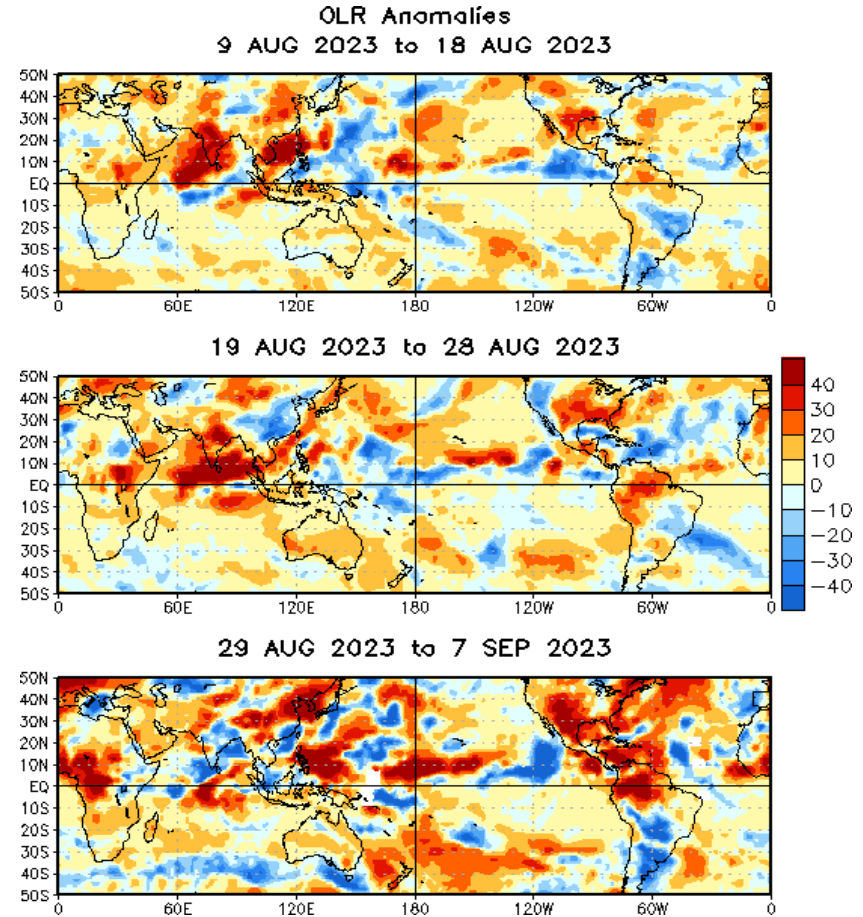 OLR Anomalies
9 AUG 2023 to 18 AUG 2023
50N
40N
30N
20N
10N
EQ
10S
20S
30S
40S
50S
0 60E 120E 180 120W 60W 0
19 AUG 2023 to 28 AUG 2023
50N
40N
30N
20N
10N
EQ
10S
20S
30S
40S
50S
0 60E 120E 180 120W 60W 0
40
30
20
10
0
-10
-20
-30
-40
29 AUG 2023 to 7 SEP 2023
50N
40N
30N
20N
10N
EQ
10S
20S
30S
40S
50S
0 60E 120E 180 120W 60W 0